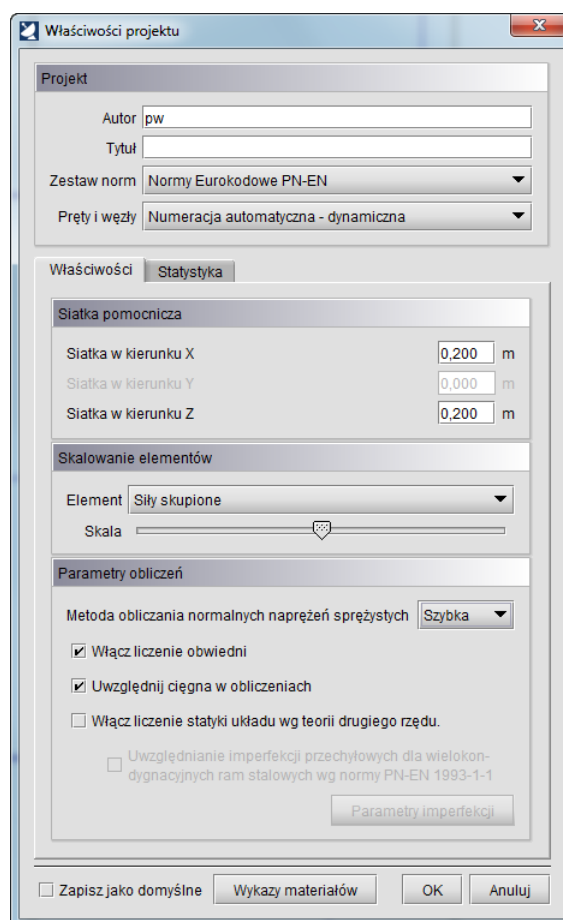 Właściwości projektu
Projekt
Autor pw
Tytuł
Zestaw norm Normy Eurokodowe PN-EN
Pręty i węzły Numeracja automatyczna - dynamiczna
Właściwości Statystyka
Siatka pomocnicza
Siatka w kierunku X 0,200 m
Siatka w kierunku Y 0,000 m
Siatka w kierunku Z 0,200 m
Skalowanie elementów
Element Siły skupione
Skala
Parametry obliczeń
Metoda obliczania normalnych naprężeń sprężystych Szybka
Włącz liczenie obwiedni
Uwzględnij cięgna w obliczeniach
Włącz liczenie statyki układu wg teorii drugiego rzędu.
Uwzględnianie imperfekcji przechyłowych dla wielokon-
dygnacyjnych ram stalowych wg normy PN-EN 1993-1-1
Parametry imperfekcji
Zapisz jako domyślne Wykazy materiałów OK Anuluj